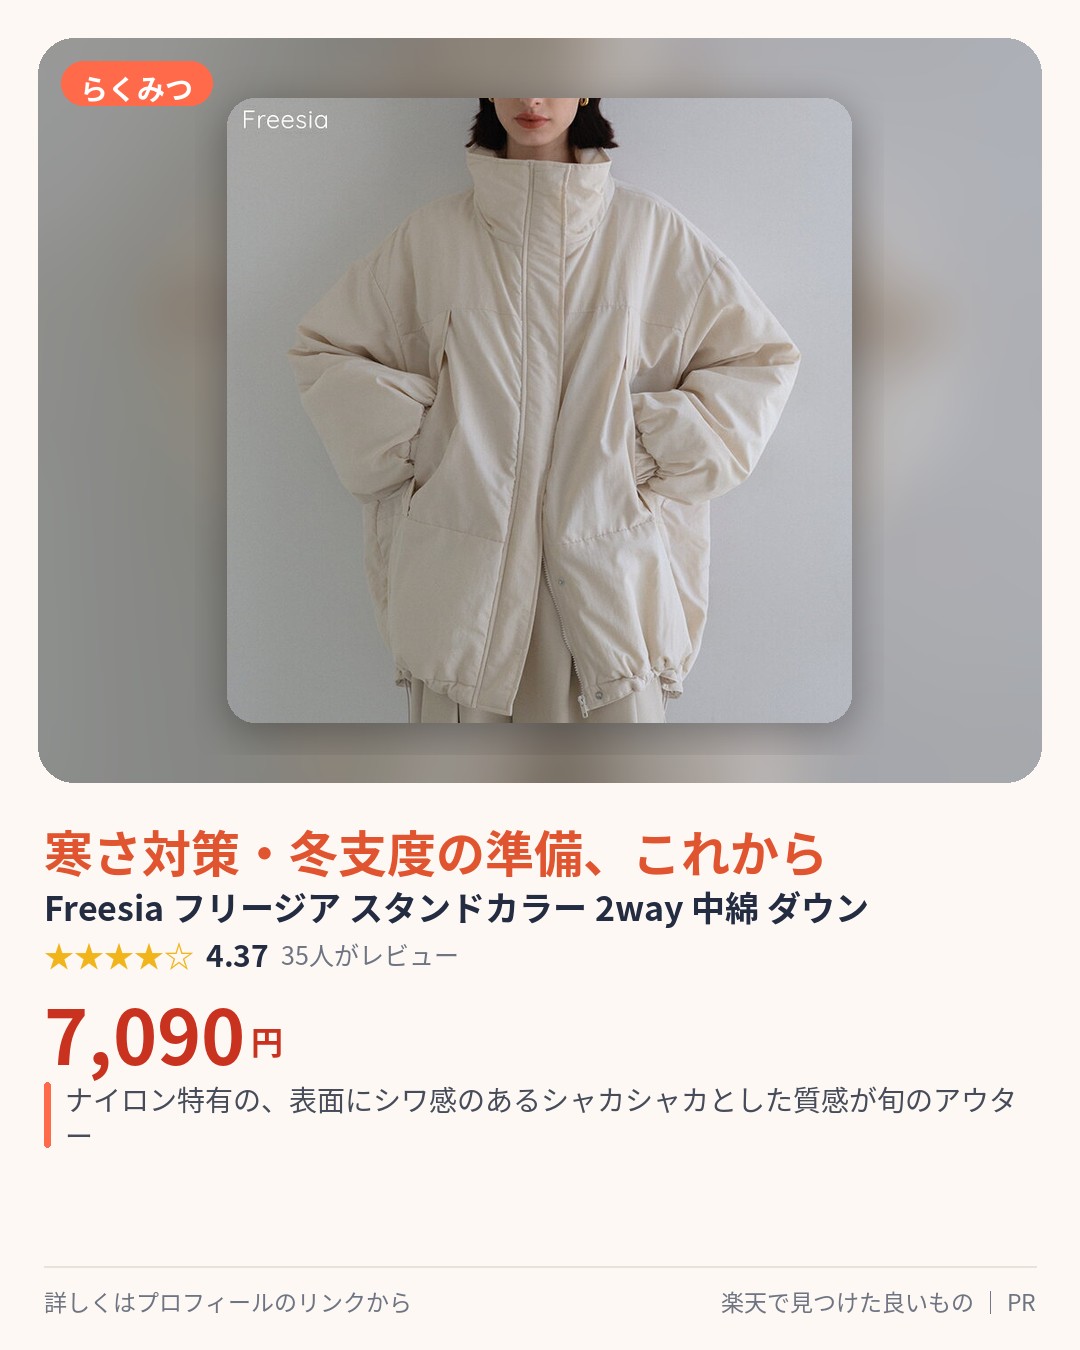 らくみつ
Freesia
寒さ対策・冬支度の準備、これから
Freesia フリージア スタンドカラー 2way 中綿 ダウン
★★★★☆ 4.37 35人がレビュー
7,090円
ナイロン特有の、表面にシワ感のあるシャカシャカとした質感が旬のアウタ
ー
詳しくはプロフィールのリンクから
楽天で見つけた良いもの｜PR